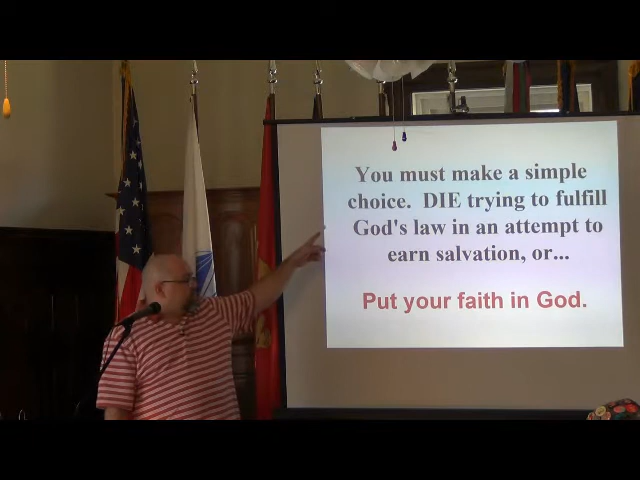 You must make a simple
choice.  DIE trying to fulfill
God's law in an attempt to
earn salvation, or...
Put your faith in God.